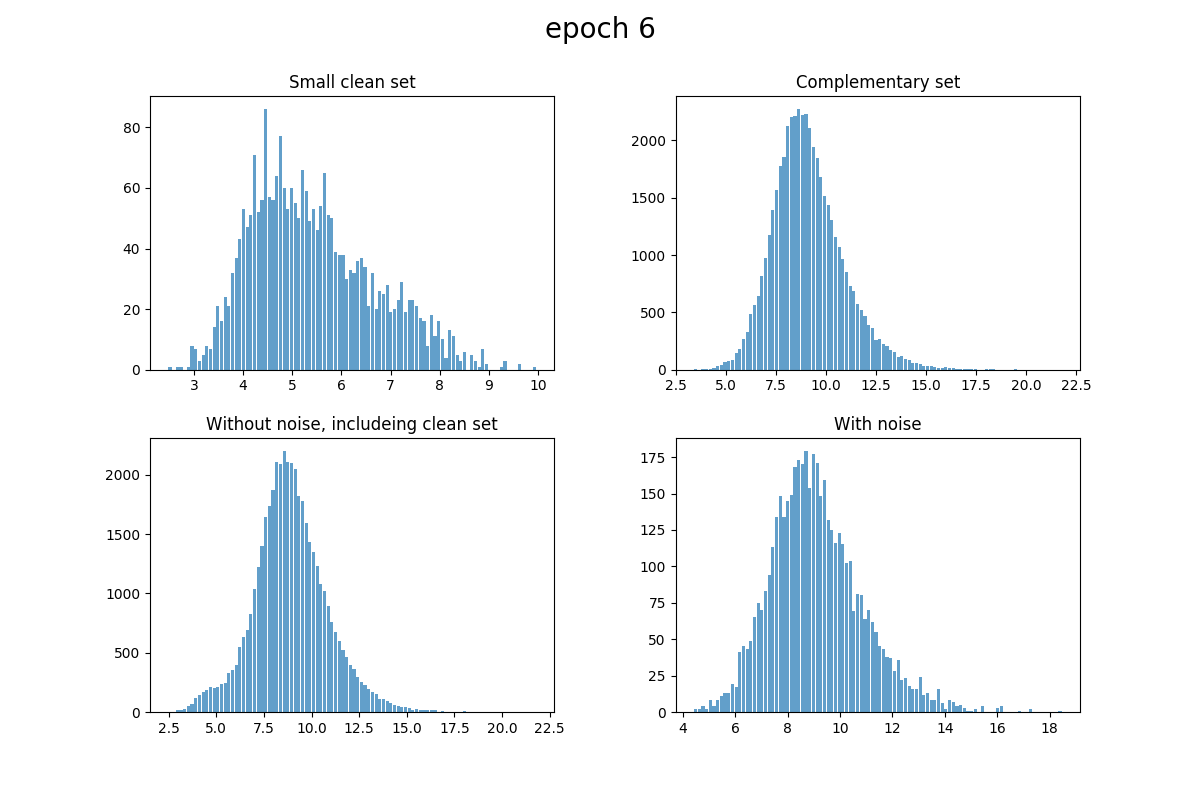 epoch 6
Small clean set
80
60
40
20
0
3 4 5 6 7 8 9 10
Complementary set
2000
1500
1000
500
0
2.5 5.0 7.5 10.0 12.5 15.0 17.5 20.0 22.5
Without noise, includeing clean set
2000
1500
1000
500
0
2.5 5.0 7.5 10.0 12.5 15.0 17.5 20.0 22.5
With noise
175
150
125
100
75
50
25
0
4 6 8 10 12 14 16 18